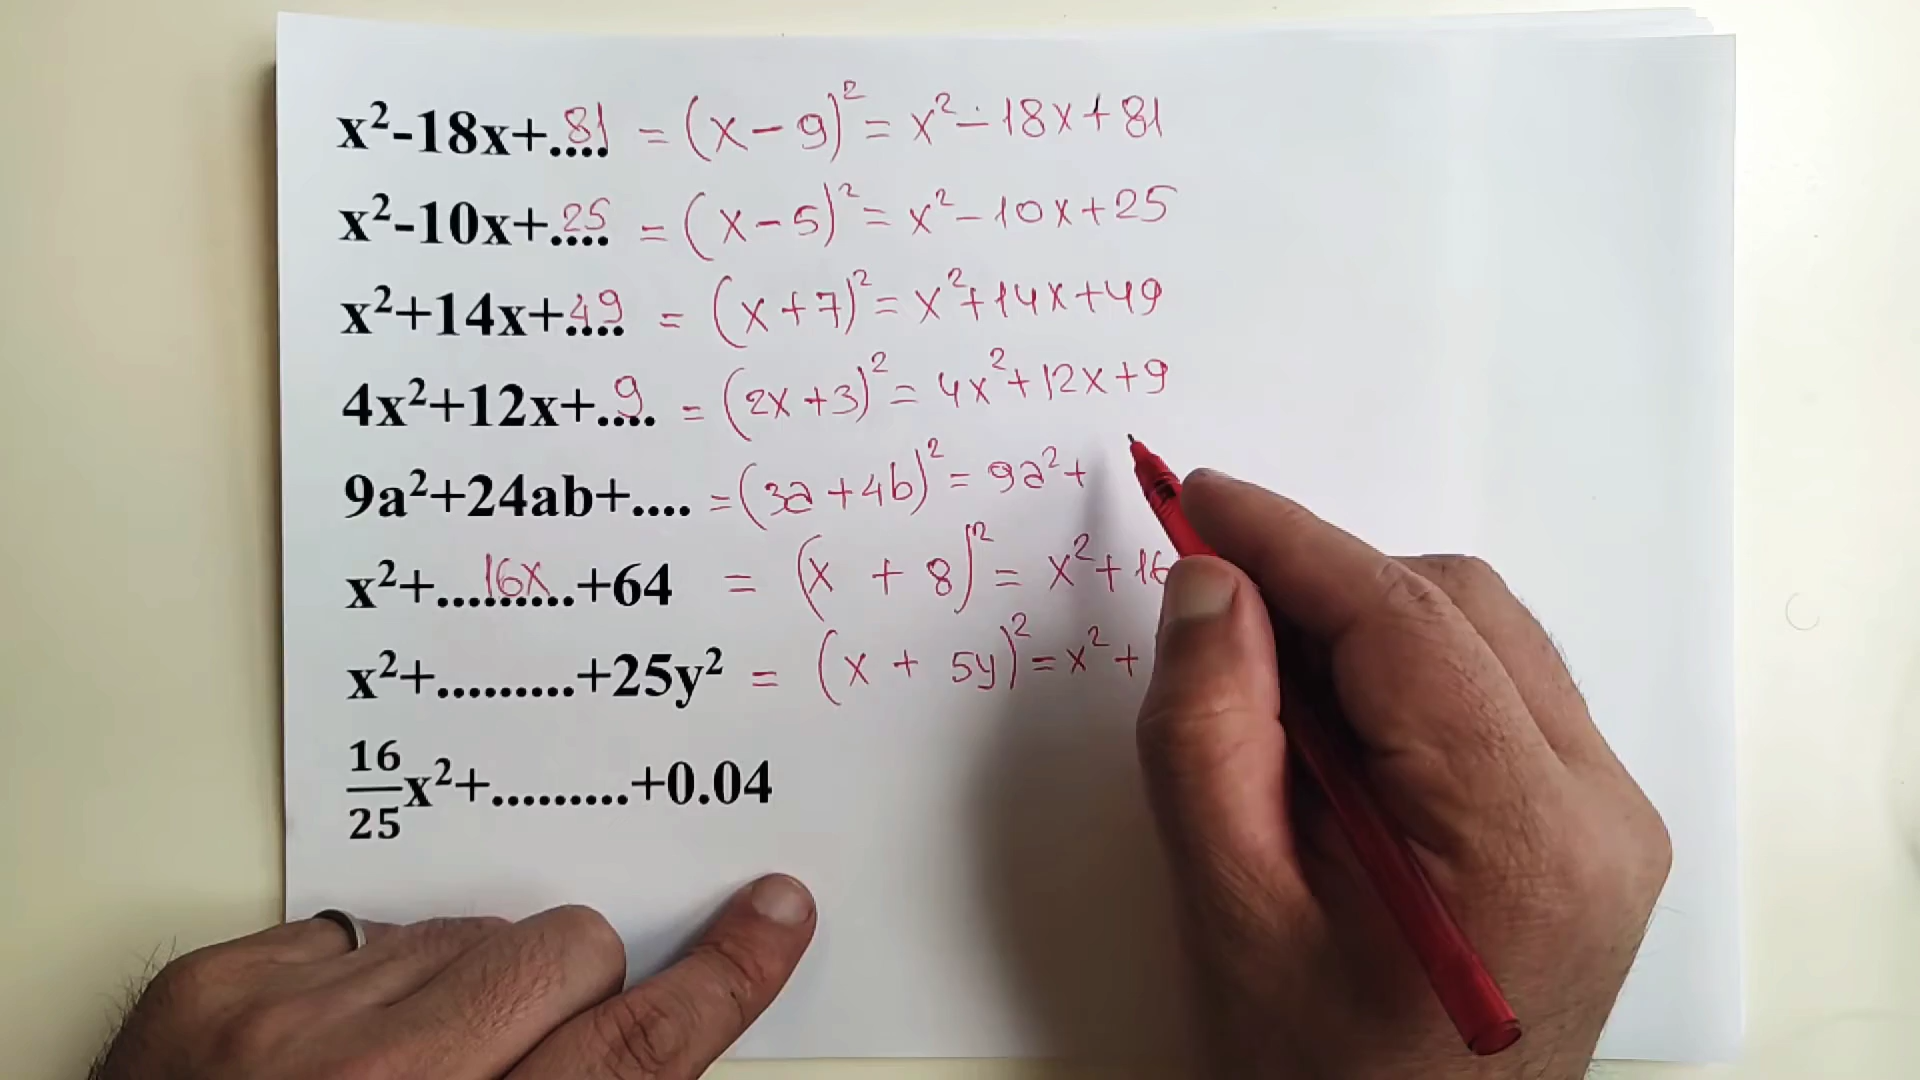 x²-18x+.... 81 = (x - 9)² = x² - 18x + 81
x²-10x+.... 25 = (x - 5)² = x² - 10x + 25
x²+14x+.... 49 = (x + 7)² = x² + 14x + 49
4x²+12x+.... 9 = (2x + 3)² = 4x² + 12x + 9
9a²+24ab+.... = (3a + 4b)² = 9a² +
x²+.........16x+64 = (x + 8)² = x² + 16
x²+.........+25y² = (x + 5y)² = x² +
16/25x²+.........+0.04